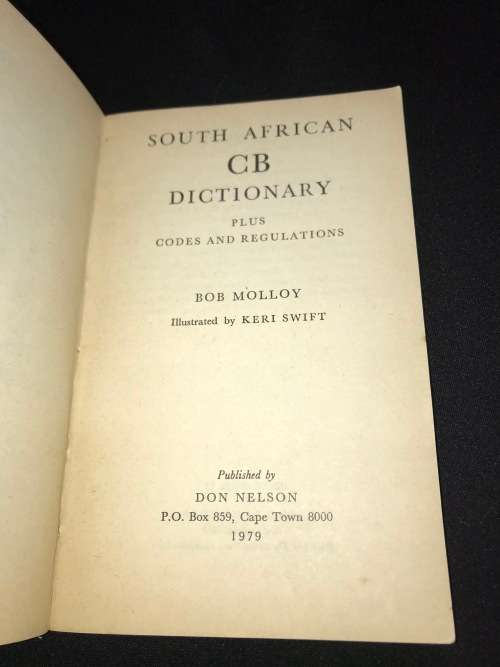 SOUTH AFRICAN
CB
DICTIONARY
PLUS
CODES AND REGULATIONS
BOB MOLLOY
Illustrated by KERI SWIFT
Published by
DON NELSON
P.O. Box 859, Cape Town 8000
1979